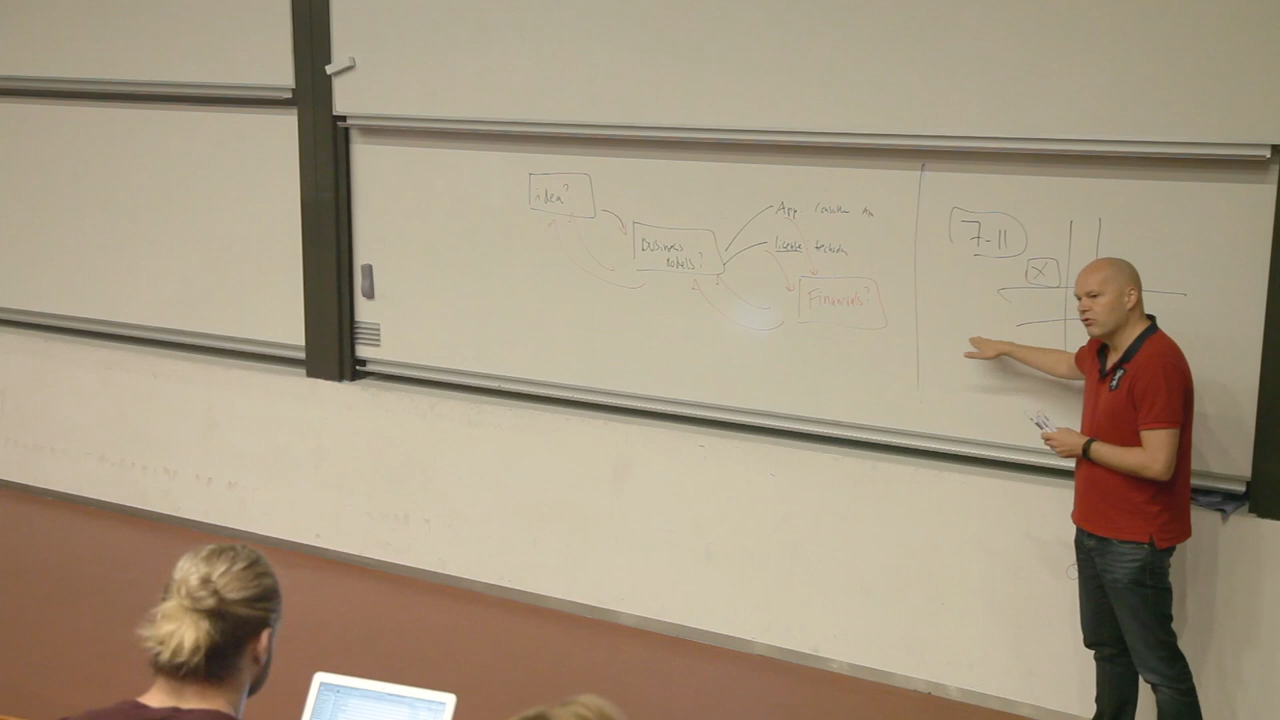 idea?
Business
Models?
App
license
Financials?
7-11
X